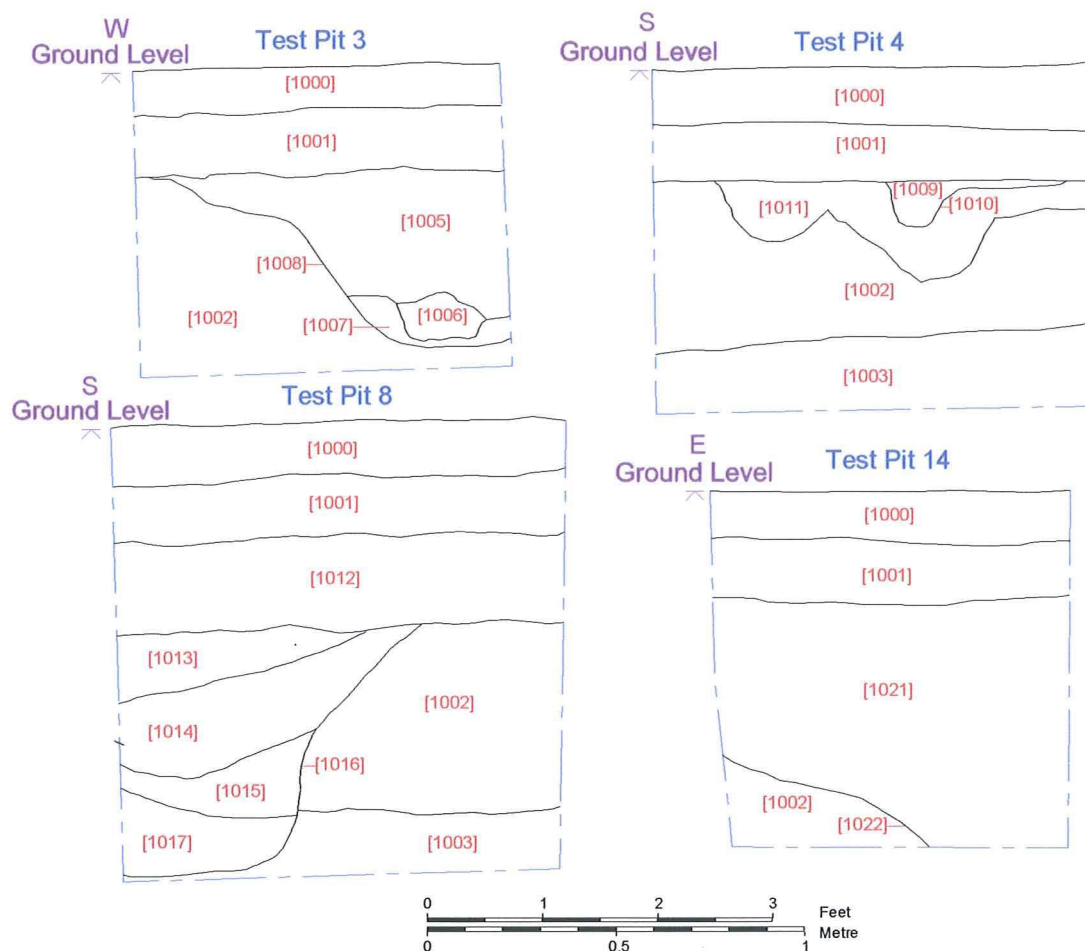 W
Ground Level
Test Pit 3
[1000]
[1001]
[1005]
[1008]
[1002]
[1007]
[1006]
S
Ground Level
Test Pit 4
[1000]
[1001]
[1009]
[1011]
[1010]
[1002]
[1003]
S
Ground Level
Test Pit 8
[1000]
[1001]
[1012]
[1013]
[1002]
[1014]
[1016]
[1015]
[1017]
[1003]
E
Ground Level
Test Pit 14
[1000]
[1001]
[1021]
[1002]
[1022]
0 1 2 3 Feet
Metre
0 0.5 1